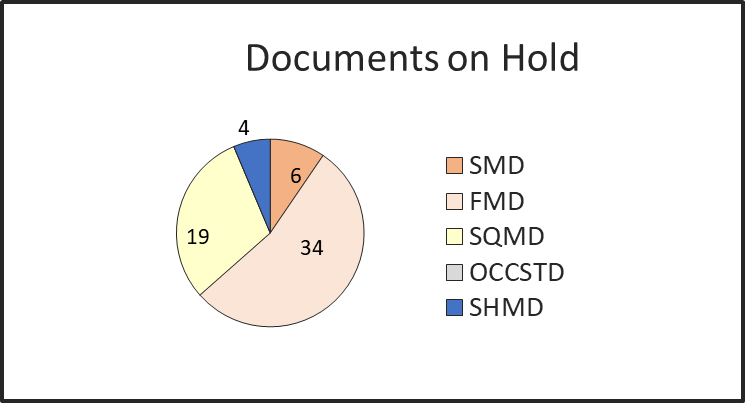 Documents on Hold
4
6
19
34
SMD
FMD
SQMD
OCCSTD
SHMD